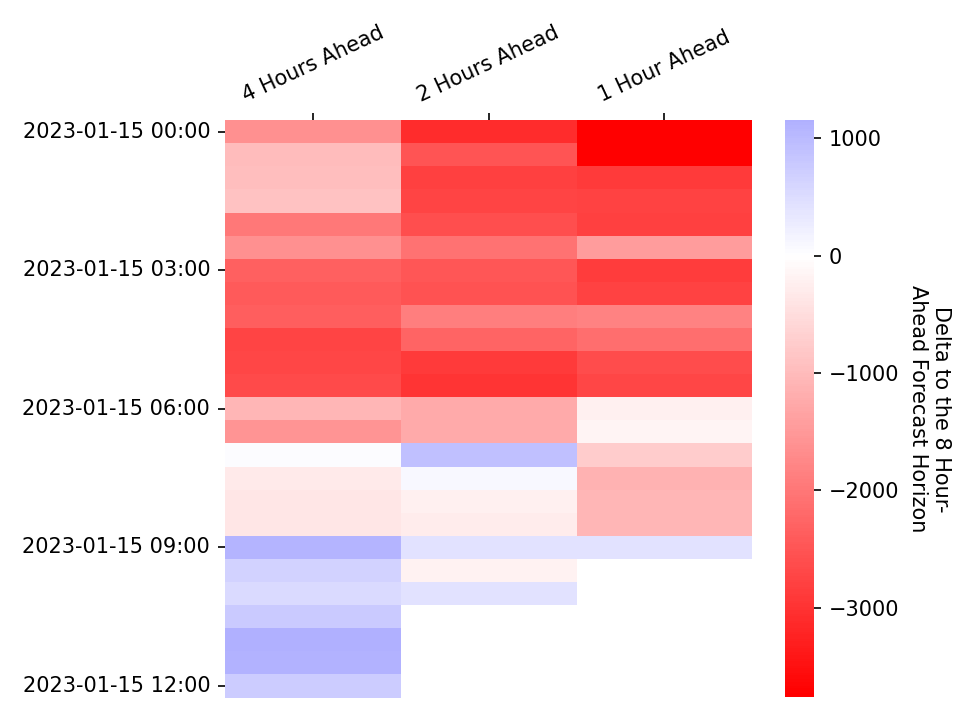 4 Hours Ahead
2 Hours Ahead
1 Hour Ahead
2023-01-15 00:00
2023-01-15 03:00
2023-01-15 06:00
2023-01-15 09:00
2023-01-15 12:00
1000
0
−1000
−2000
−3000
Delta to the 8 Hour-
Ahead Forecast Horizon